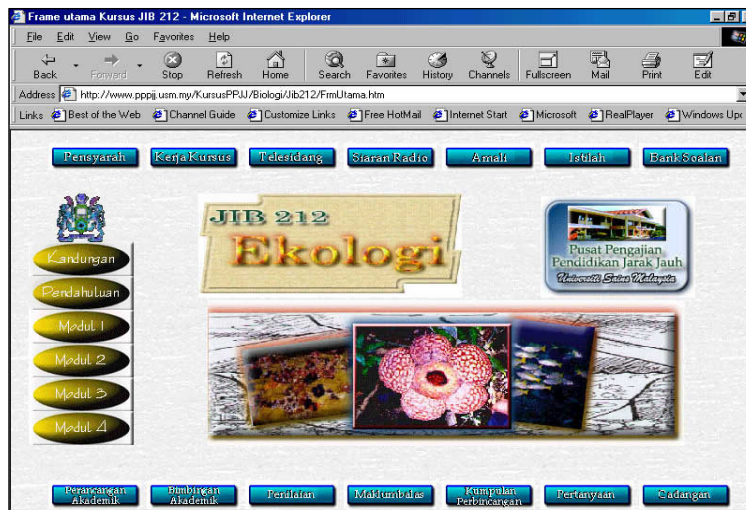 Frame utama Kursus JIB 212 - Microsoft Internet Explorer
File Edit View Go Favorites Help
Back Forward Stop Refresh Home Search Favorites History Channels Fullscreen Mail Print Edit
Address http://www.pppjj.usm.my/KursusPPJJ/Biologi/Jib212/FrmUtama.htm
Links Best of the Web Channel Guide Customize Links Free HotMail Internet Start Microsoft RealPlayer Windows Upd
Pensyarah Kerja Kursus Telesidang Siaran Radio Amali Istilah Bank Soalan
JIB 212
Ekologi
Pusat Pengajian
Pendidikan Jarak Jauh
Universiti Sains Malaysia
Kandungan
Pendahuluan
Modul 1
Modul 2
Modul 3
Modul 4
Perancangan Akademik Bimbingan Akademik Penilaian Maklumbalas Kumpulan Perbincangan Pertanyaan Cadangan